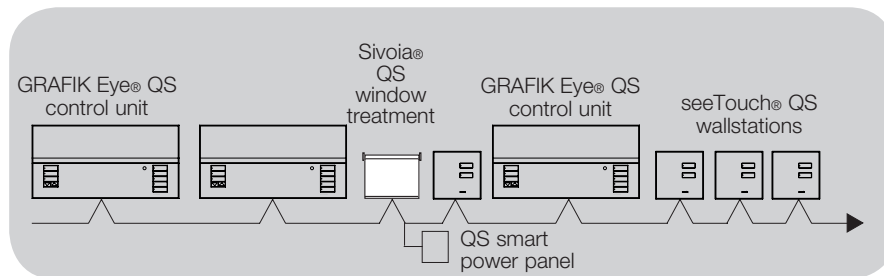 GRAFIK Eye® QS
control unit
Sivoia®
QS
window
treatment
GRAFIK Eye® QS
control unit
seeTouch® QS
wallstations
QS smart
power panel